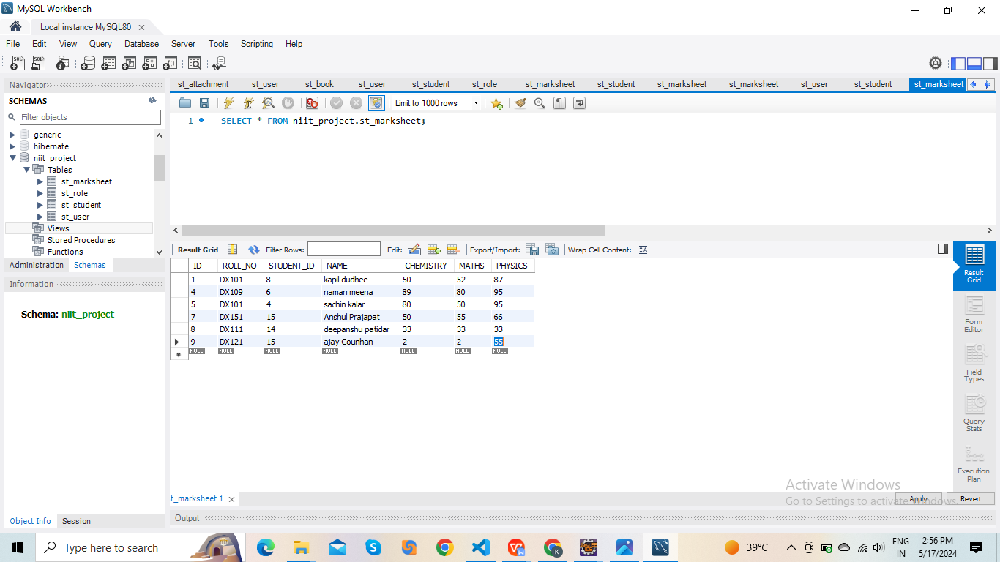 MySQL Workbench
Local instance MySQL80
File Edit View Query Database Server Tools Scripting Help
Navigator
SCHEMAS
Filter objects
generic
hibernate
niit_project
Tables
st_marksheet
st_role
st_student
st_user
Views
Stored Procedures
Functions
Administration Schemas
Information
Schema: niit_project
Object Info Session
st_attachment st_user st_book st_user st_student st_role st_marksheet st_student st_marksheet st_marksheet st_user st_student st_marksheet
Limit to 1000 rows
1 SELECT * FROM niit_project.st_marksheet;
Result Grid Filter Rows: Edit: Export/Import: Wrap Cell Content:
ID ROLL_NO STUDENT_ID NAME CHEMISTRY MATHS PHYSICS
1 DX101 8 kapil dudhee 50 52 87
4 DX109 6 naman meena 89 80 95
5 DX101 4 sachin kalar 80 50 95
7 DX151 15 Anshul Prajapat 50 55 66
8 DX111 14 deepanshu patidar 33 33 33
9 DX121 15 ajay Counhan 2 2 55
NULL NULL NULL NULL NULL NULL NULL
Result
Grid
Form
Editor
Field
Types
Query
Stats
Execution
Plan
t_marksheet 1
Activate Windows
Go to Settings to activate Windows.
Apply Revert
Output
Type here to search
39°C
ENG
IN
2:56 PM
5/17/2024